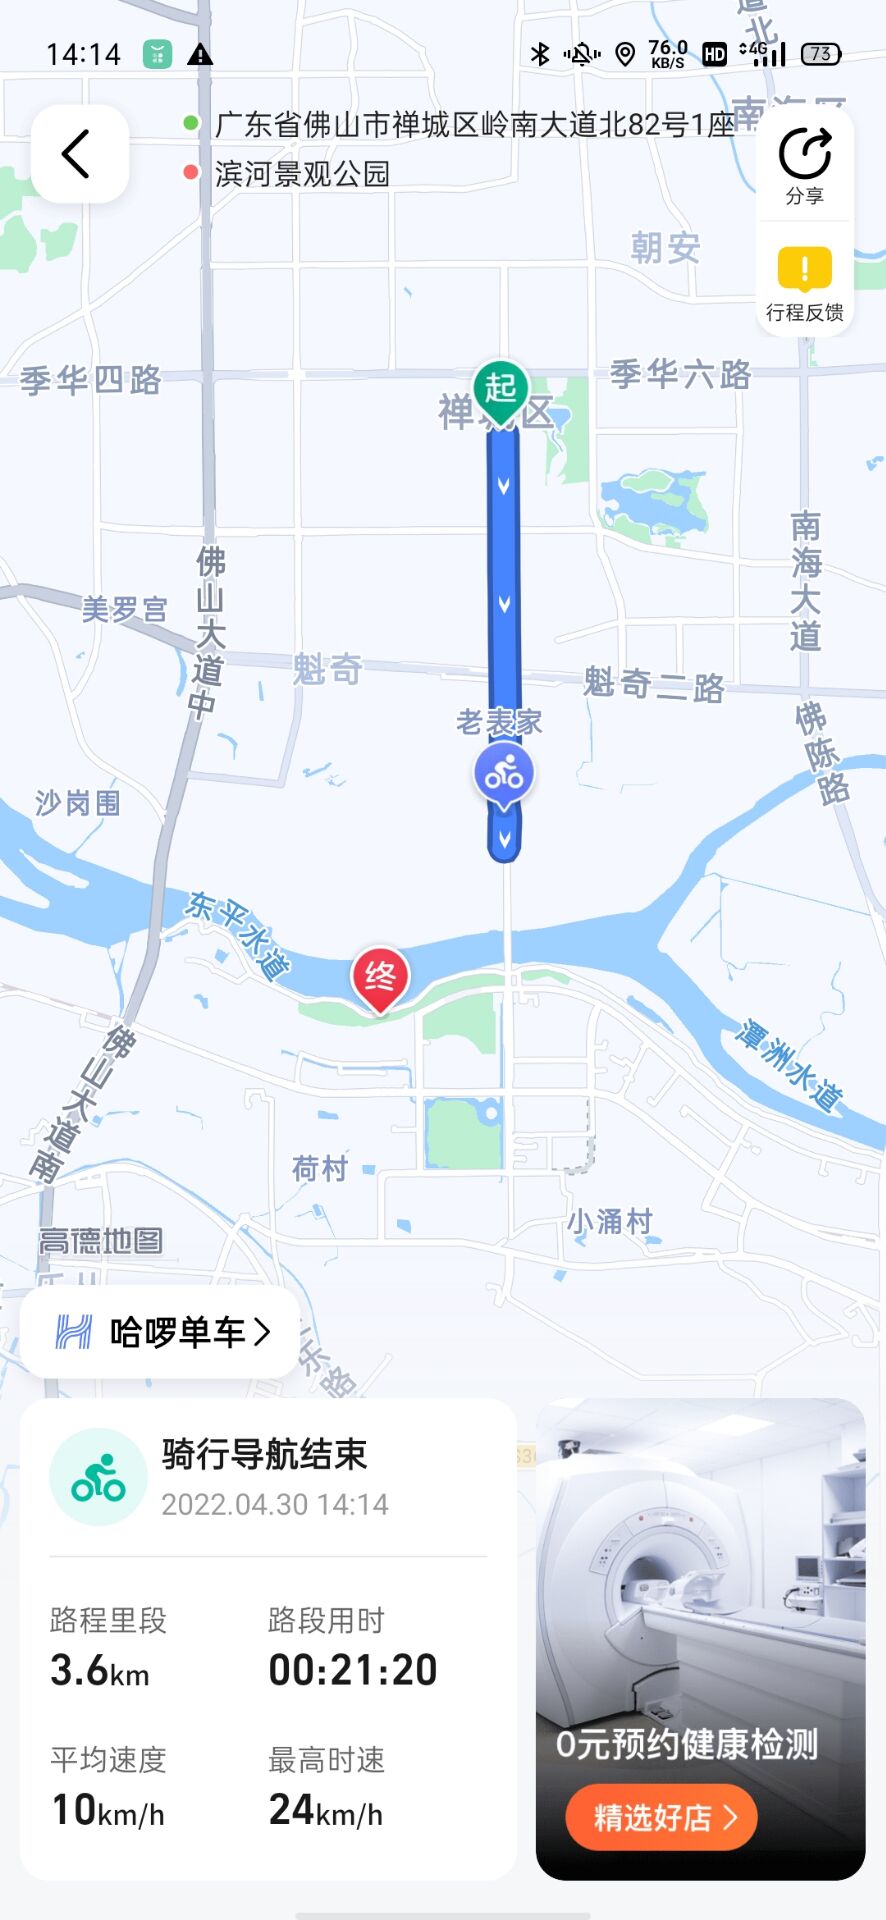 14:14
76.0
KB/S
HD
4G
73
道北
南海区
广东省佛山市禅城区岭南大道北82号1座
滨河景观公园
分享
行程反馈
朝安
季华四路
季华六路
起
禅城区
佛山大道中
南海大道
美罗宫
魁奇
魁奇二路
老表家
佛陈路
沙岗围
东平水道
终
潭洲水道
佛山大道南
荷村
小涌村
高德地图
哈啰单车
乐路
骑行导航结束
2022.04.30 14:14
路程里段
路段用时
3.6km
00:21:20
平均速度
最高时速
10km/h
24km/h
0元预约健康检测
精选好店